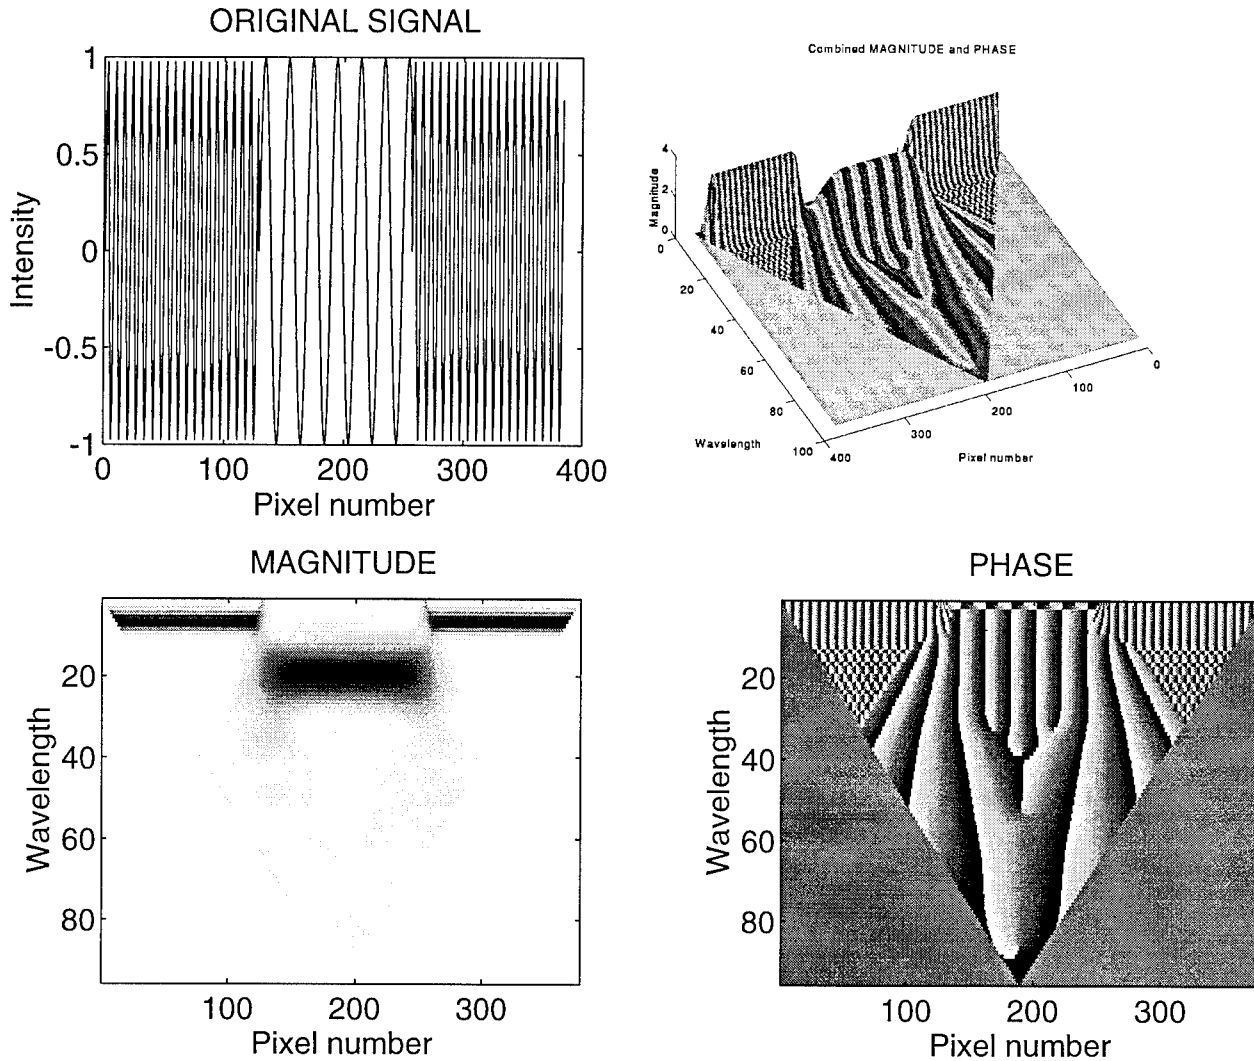 ORIGINAL SIGNAL
1
0.5
0
-0.5
-1
0 100 200 300 400
Intensity
Pixel number
Combined MAGNITUDE and PHASE
4
2
0
Magnitude
0
20
40
60
80
100
Wavelength
400
300
200
100
0
Pixel number
MAGNITUDE
20
40
60
80
Wavelength
100 200 300
Pixel number
PHASE
20
40
60
80
Wavelength
100 200 300
Pixel number